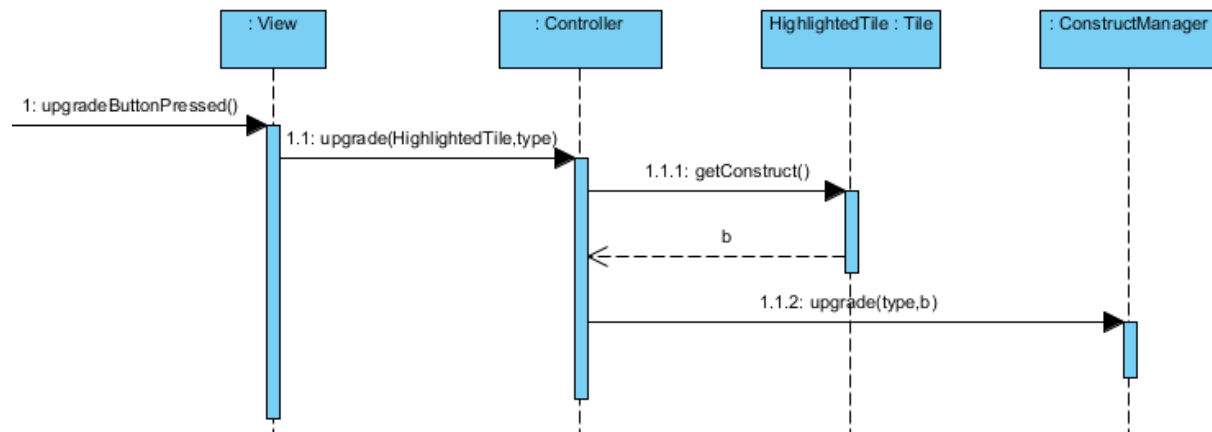 : View
: Controller
HighlightedTile : Tile
: ConstructManager
1: upgradeButtonPressed()
1.1: upgrade(HighlightedTile,type)
1.1.1: getConstruct()
b
1.1.2: upgrade(type,b)